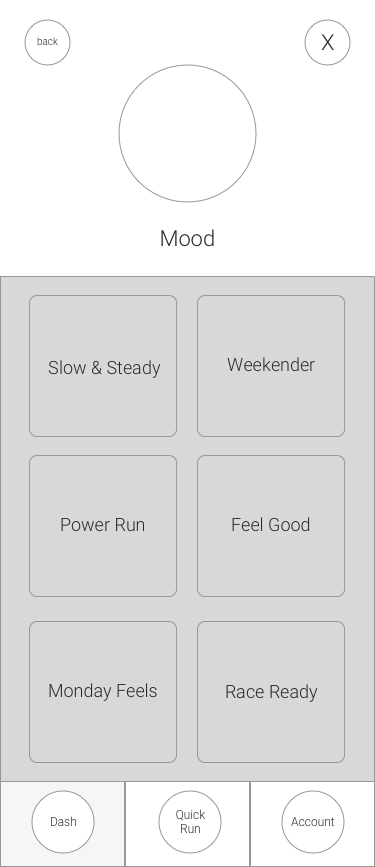 back
X
Mood
Slow & Steady
Weekender
Power Run
Feel Good
Monday Feels
Race Ready
Dash
Quick
Run
Account